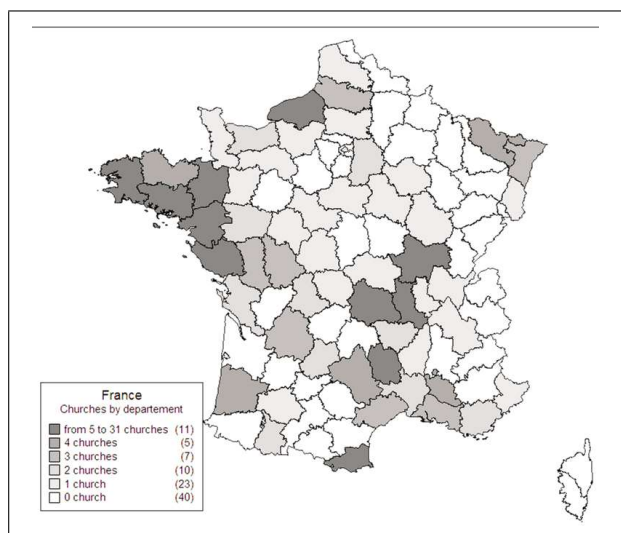 France
Churches by departement
from 5 to 31 churches (11)
4 churches (5)
3 churches (7)
2 churches (10)
1 church (23)
0 church (40)